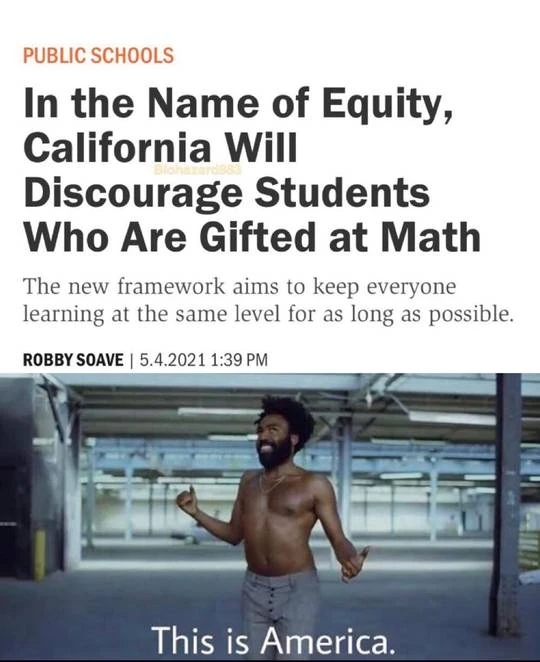 PUBLIC SCHOOLS
In the Name of Equity,
California Will
Biohazard983
Discourage Students
Who Are Gifted at Math
The new framework aims to keep everyone
learning at the same level for as long as possible.
ROBBY SOAVE | 5.4.2021 1:39 PM
This is America.